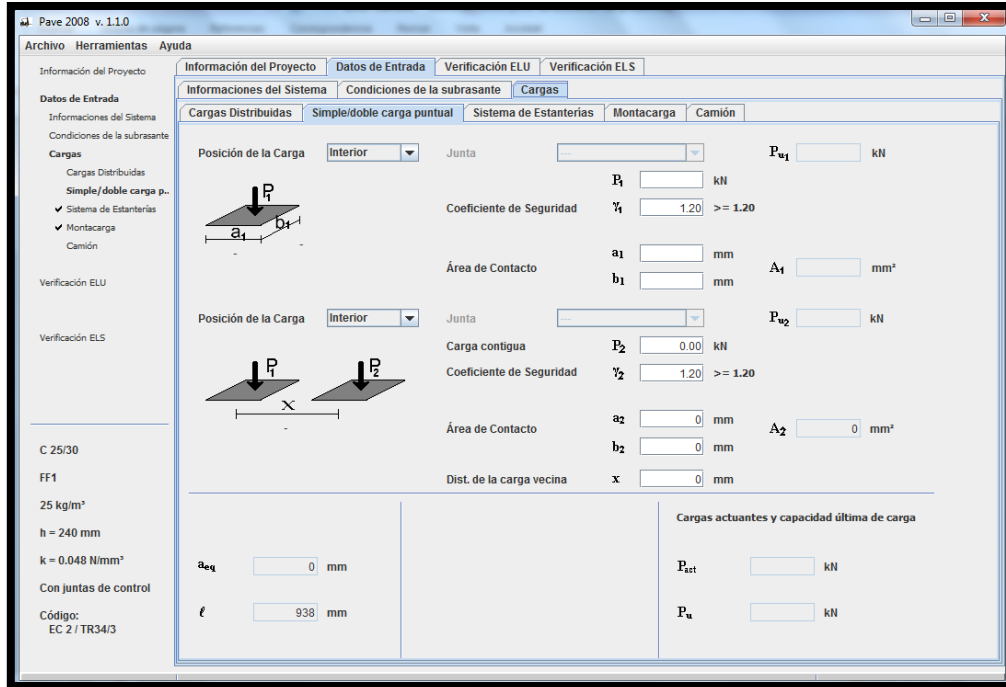 Pave 2008 v. 1.1.0
Archivo Herramientas Ayuda
Información del Proyecto
Datos de Entrada
Informaciones del Sistema
Condiciones de la subrasante
Cargas
Cargas Distribuidas
Simple/doble carga p..
Sistema de Estanterías
Montacarga
Camión
Verificación ELU
Verificación ELS
C 25/30
FF1
25 kg/m³
h = 240 mm
k = 0.048 N/mm³
Con juntas de control
Código:
EC 2 / TR34/3
Información del Proyecto Datos de Entrada Verificación ELU Verificación ELS
Informaciones del Sistema Condiciones de la subrasante Cargas
Cargas Distribuidas Simple/doble carga puntual Sistema de Estanterías Montacarga Camión
Posición de la Carga Interior Junta --- Pu1 kN
P1 kN
Coeficiente de Seguridad γ1 1.20 >= 1.20
P1
a1 b1
-
-
a1 mm
Área de Contacto A1 mm²
b1 mm
Posición de la Carga Interior Junta --- Pu2 kN
Carga contigua P2 0.00 kN
Coeficiente de Seguridad γ2 1.20 >= 1.20
P1 P2
x
-
a2 0 mm
Área de Contacto A2 0 mm²
b2 0 mm
Dist. de la carga vecina x 0 mm
Cargas actuantes y capacidad última de carga
aeq 0 mm
Pact kN
ℓ 938 mm
Pu kN